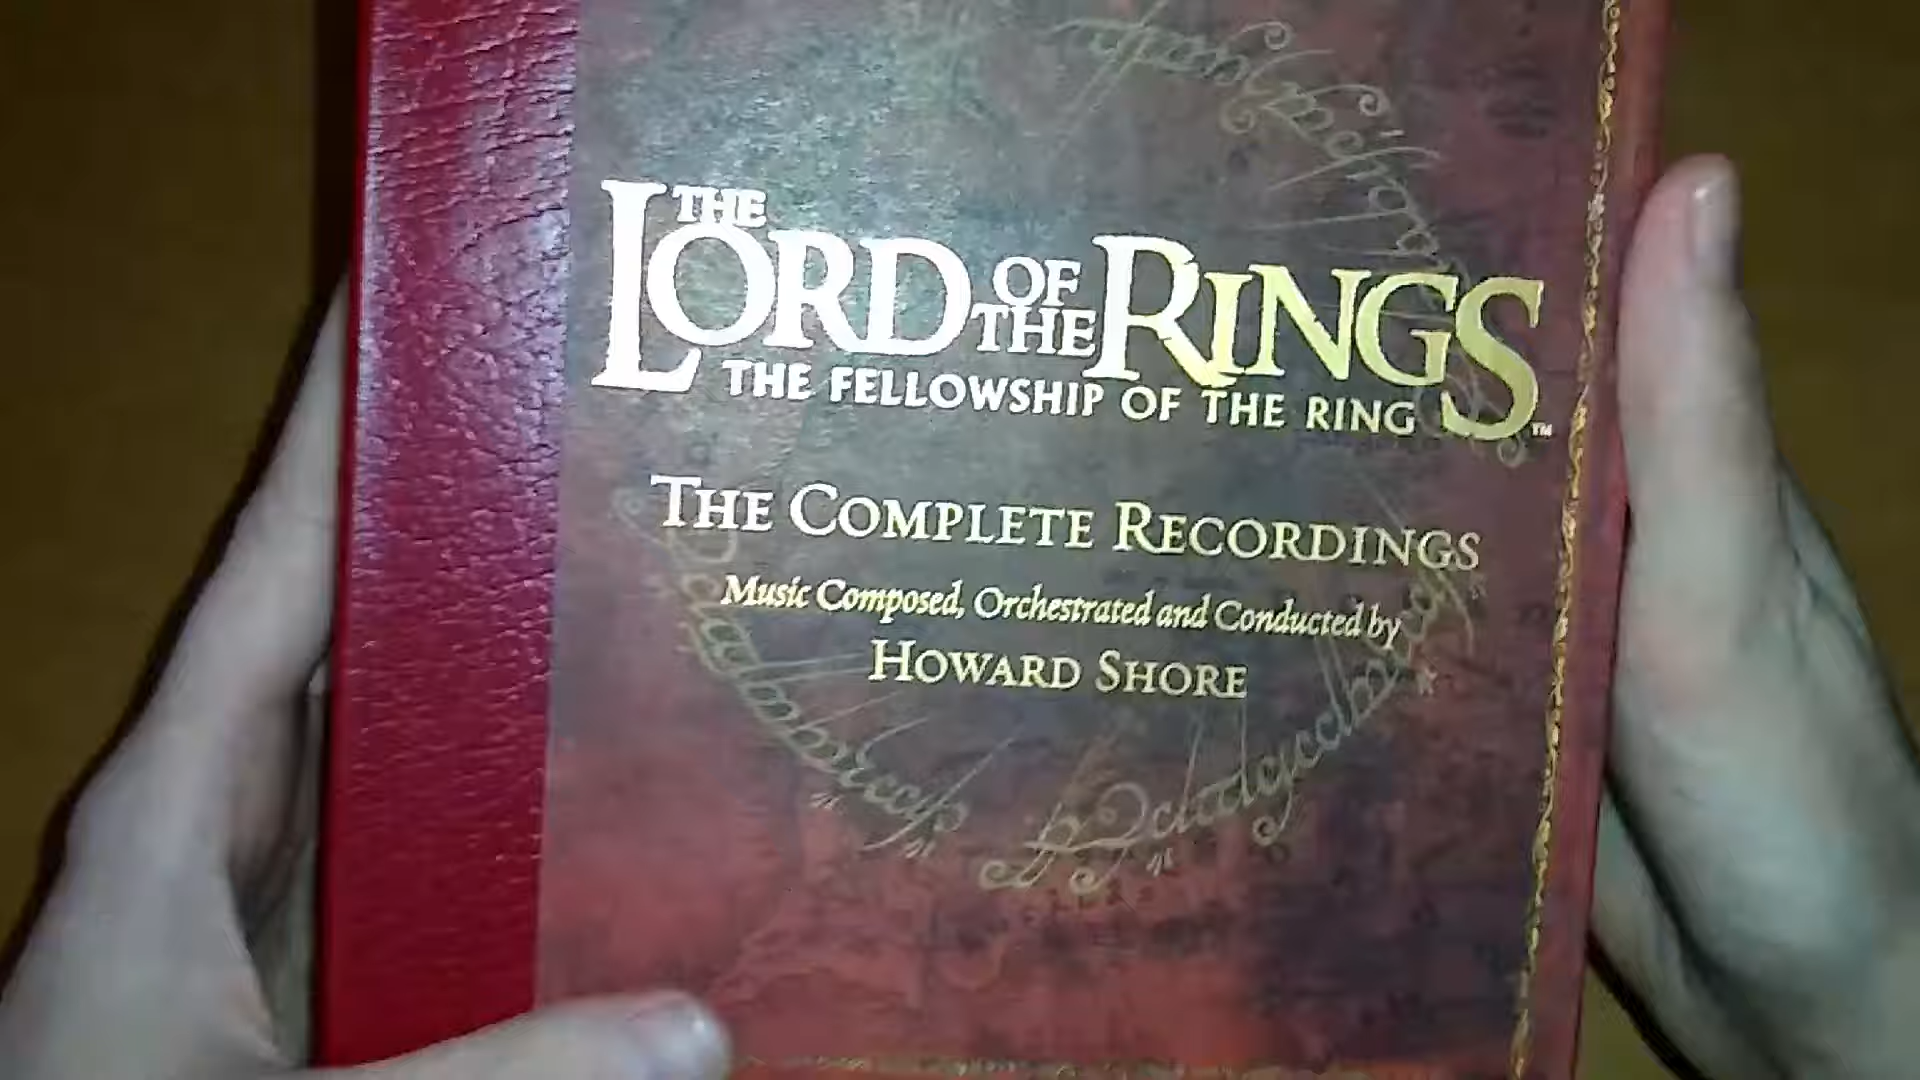 THE LORD OF THE RINGS™
THE FELLOWSHIP OF THE RING
THE COMPLETE RECORDINGS
Music Composed, Orchestrated and Conducted by
HOWARD SHORE